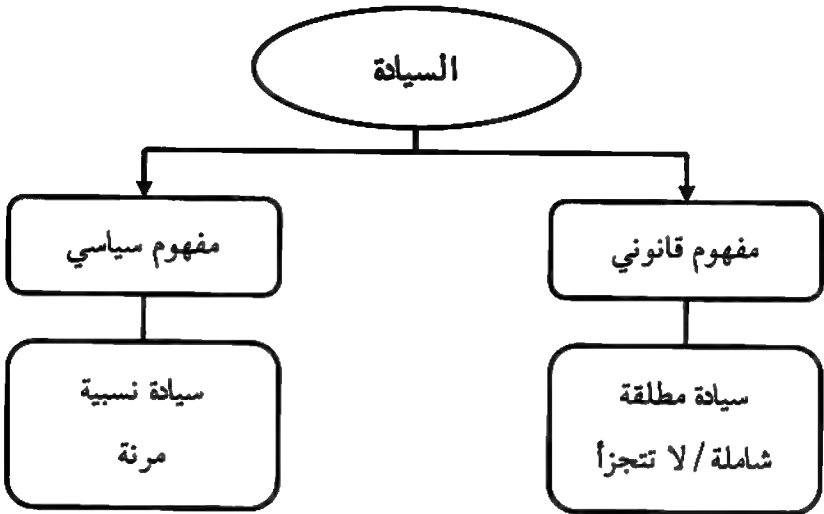 السيادة
مفهوم قانوني
مفهوم سياسي
سيادة مطلقة
شاملة / لا تتجزأ
سيادة نسبية
مرنة